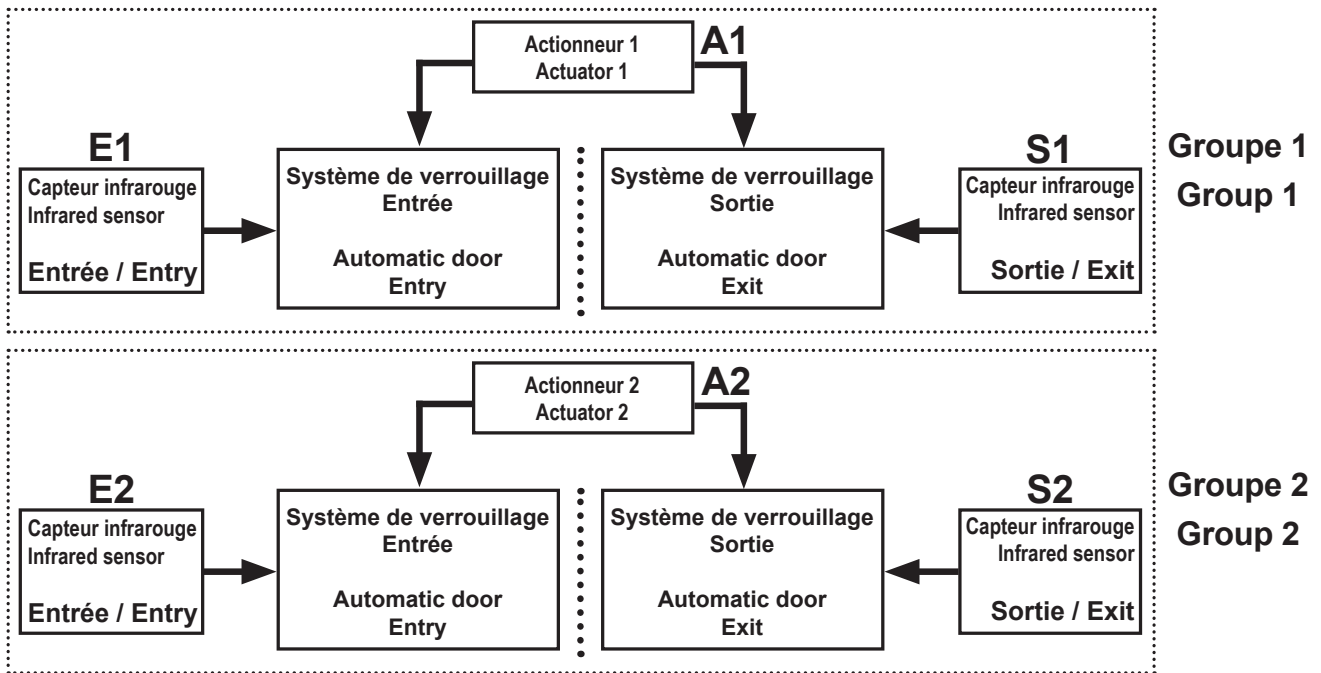 Actionneur 1
Actuator 1
A1
E1
Capteur infrarouge
Infrared sensor
Entrée / Entry
Système de verrouillage
Entrée
Automatic door
Entry
Système de verrouillage
Sortie
Automatic door
Exit
S1
Capteur infrarouge
Infrared sensor
Sortie / Exit
Groupe 1
Group 1
Actionneur 2
Actuator 2
A2
E2
Capteur infrarouge
Infrared sensor
Entrée / Entry
Système de verrouillage
Entrée
Automatic door
Entry
Système de verrouillage
Sortie
Automatic door
Exit
S2
Capteur infrarouge
Infrared sensor
Sortie / Exit
Groupe 2
Group 2